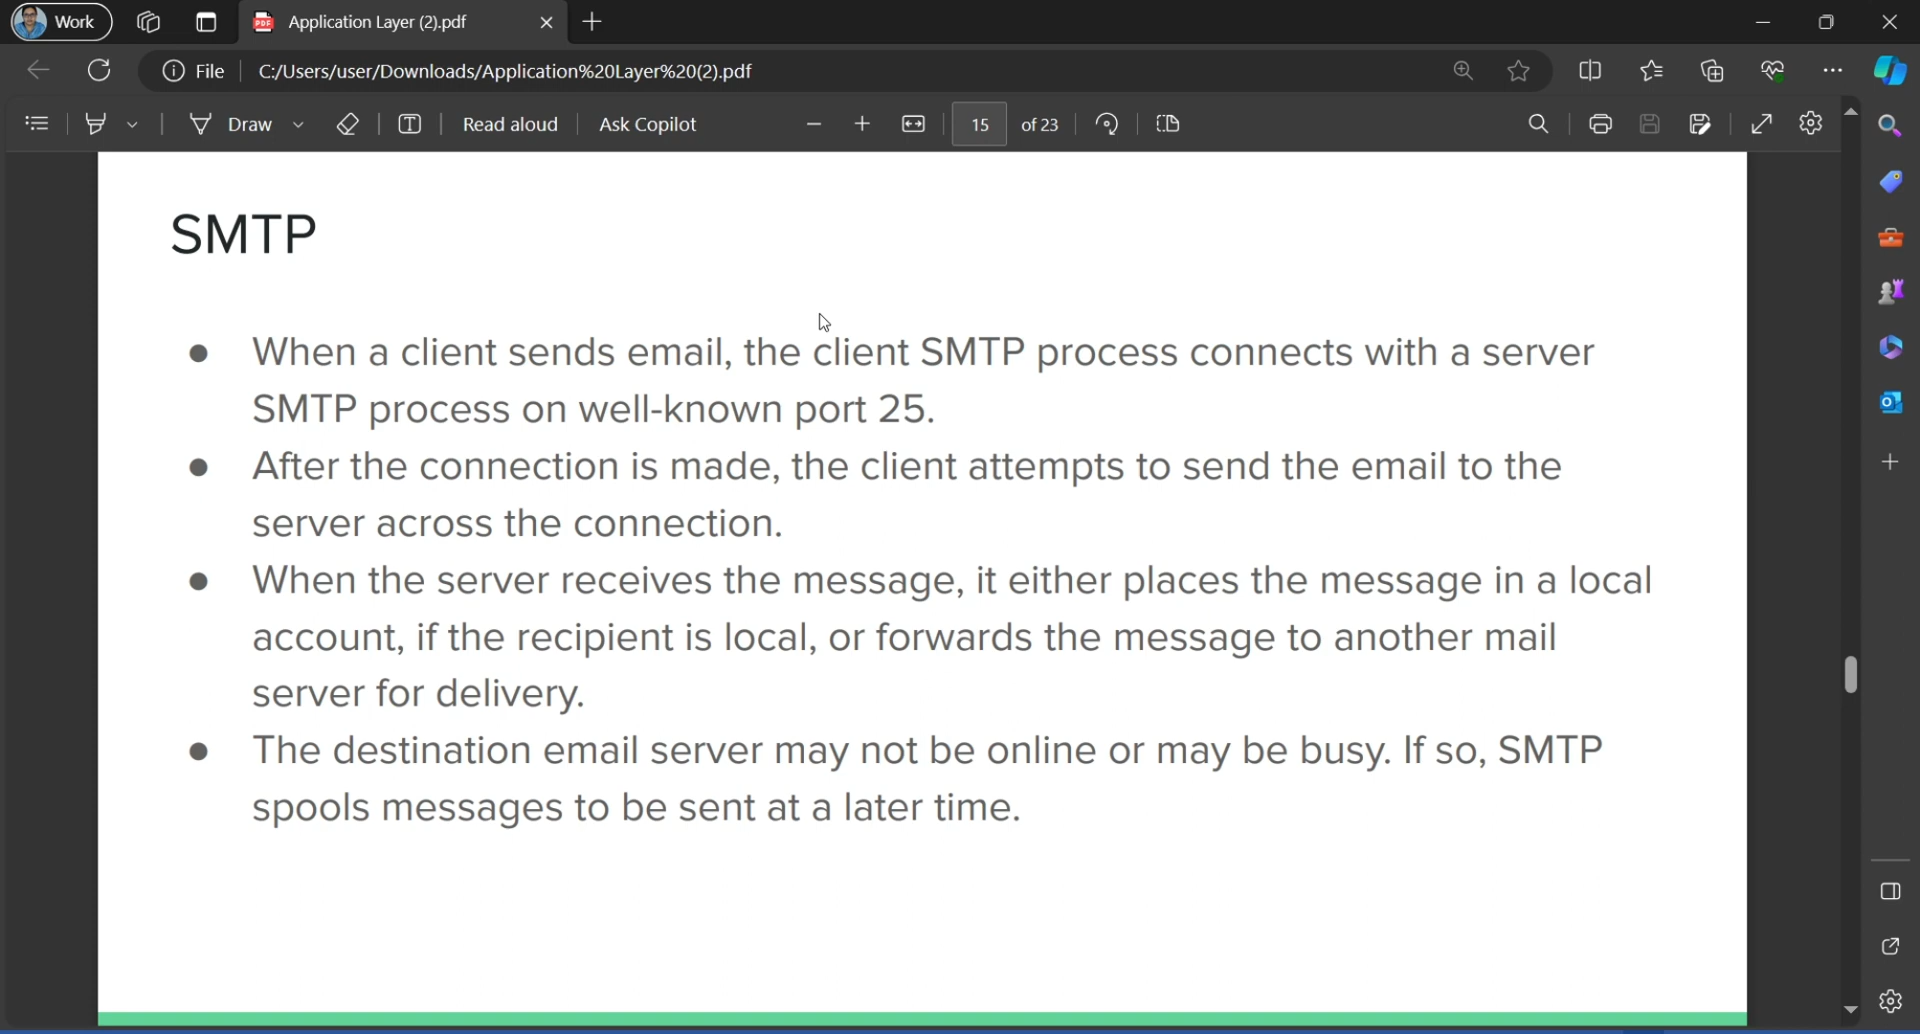 Work
Application Layer (2).pdf
File
C:/Users/user/Downloads/Application%20Layer%20(2).pdf
Draw
Read aloud
Ask Copilot
15
of 23
SMTP
● When a client sends email, the client SMTP process connects with a server
SMTP process on well-known port 25.
● After the connection is made, the client attempts to send the email to the
server across the connection.
● When the server receives the message, it either places the message in a local
account, if the recipient is local, or forwards the message to another mail
server for delivery.
● The destination email server may not be online or may be busy. If so, SMTP
spools messages to be sent at a later time.